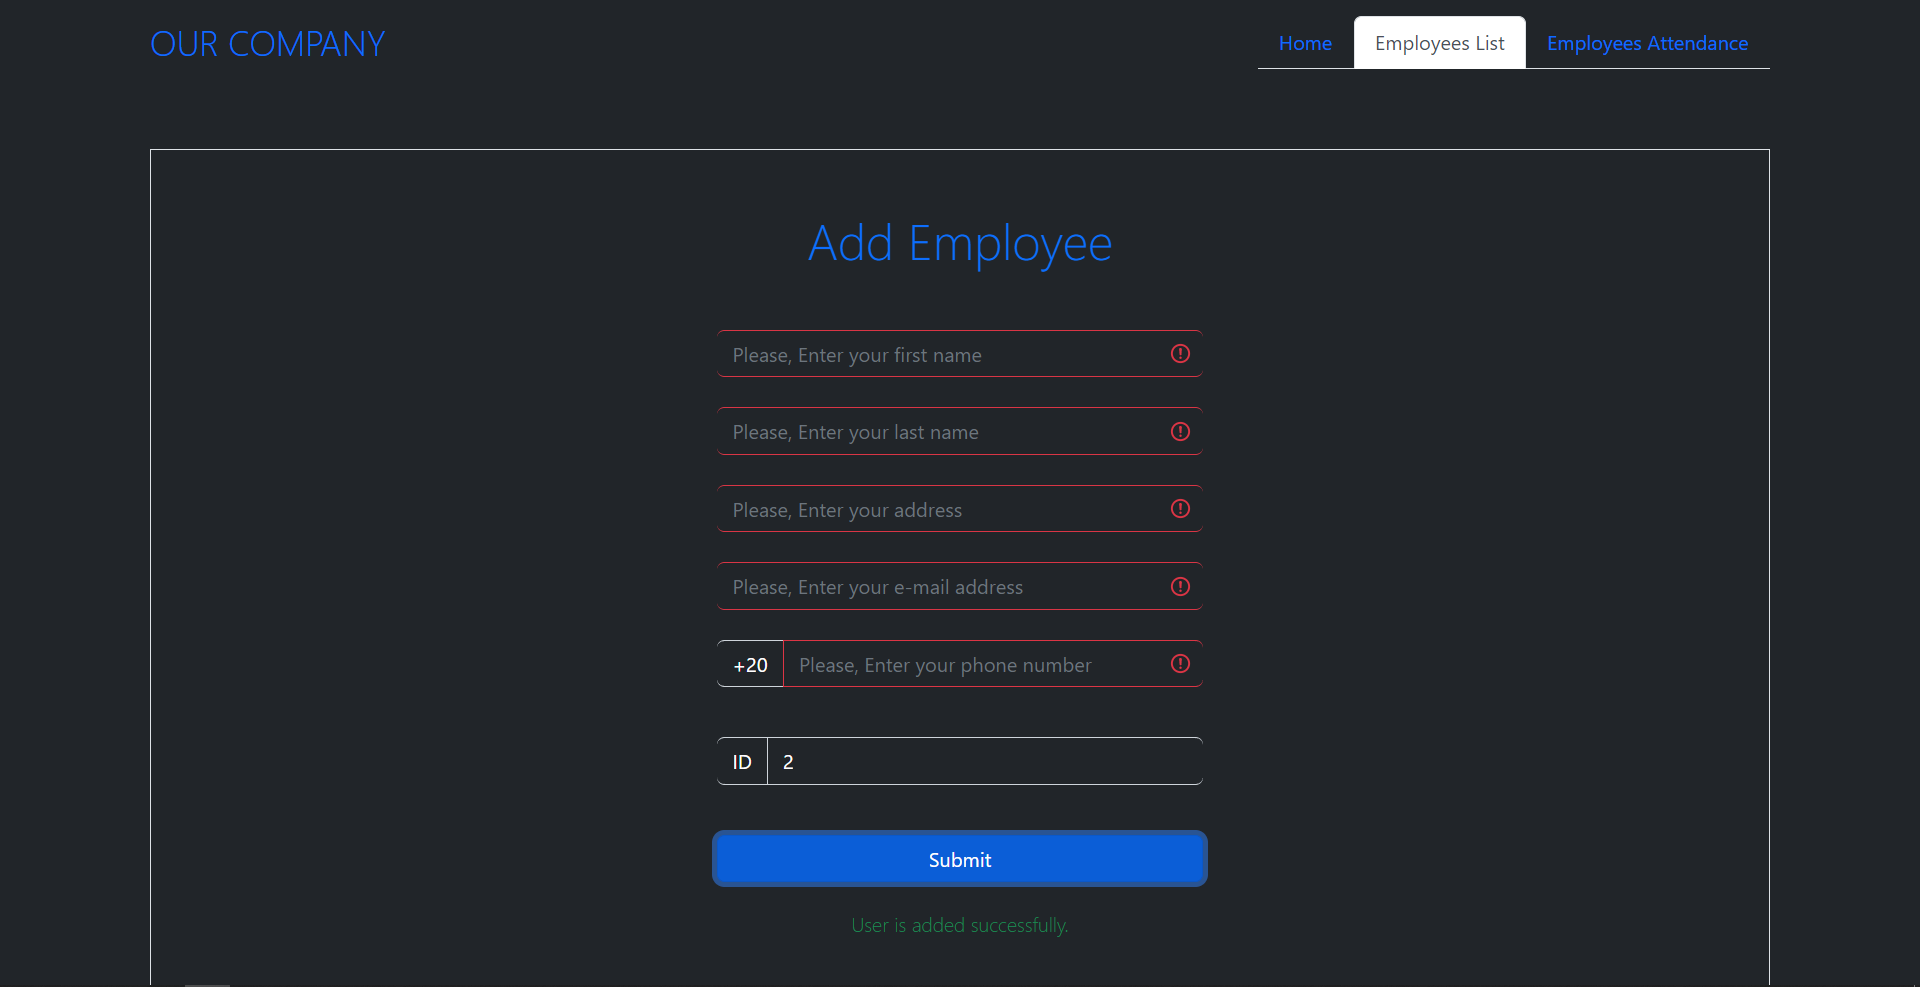 OUR COMPANY
Home
Employees List
Employees Attendance
Add Employee
Please, Enter your first name
Please, Enter your last name
Please, Enter your address
Please, Enter your e-mail address
+20 Please, Enter your phone number
ID 2
Submit
User is added successfully.